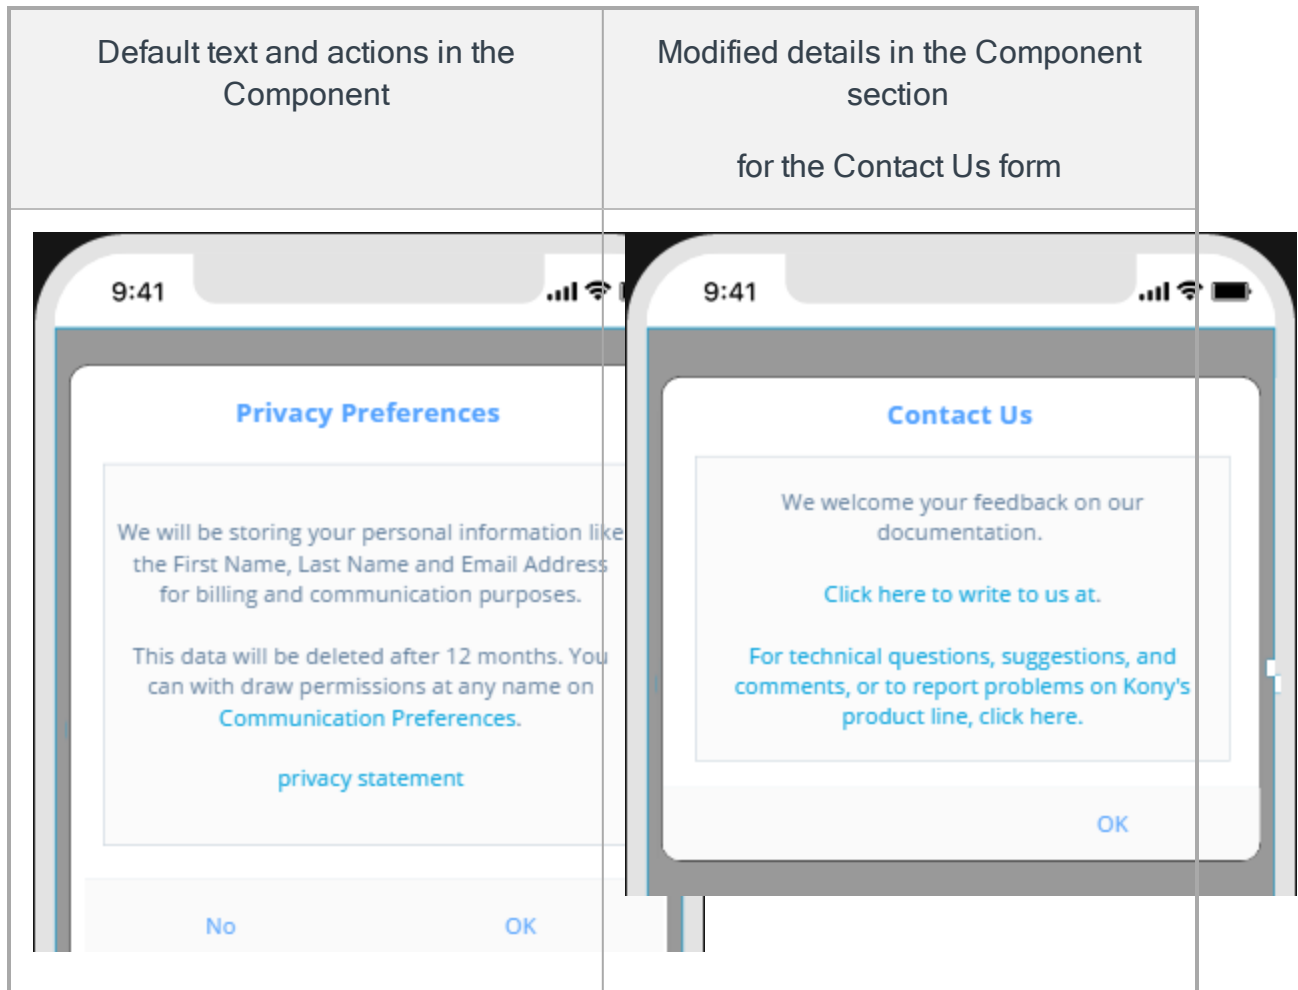 Default text and actions in the
Component
Modified details in the Component
section
for the Contact Us form
9:41
Privacy Preferences
We will be storing your personal information like
the First Name, Last Name and Email Address
for billing and communication purposes.
This data will be deleted after 12 months. You
can with draw permissions at any name on
Communication Preferences.
privacy statement
No
OK
9:41
Contact Us
We welcome your feedback on our
documentation.
Click here to write to us at.
For technical questions, suggestions, and
comments, or to report problems on Kony's
product line, click here.
OK